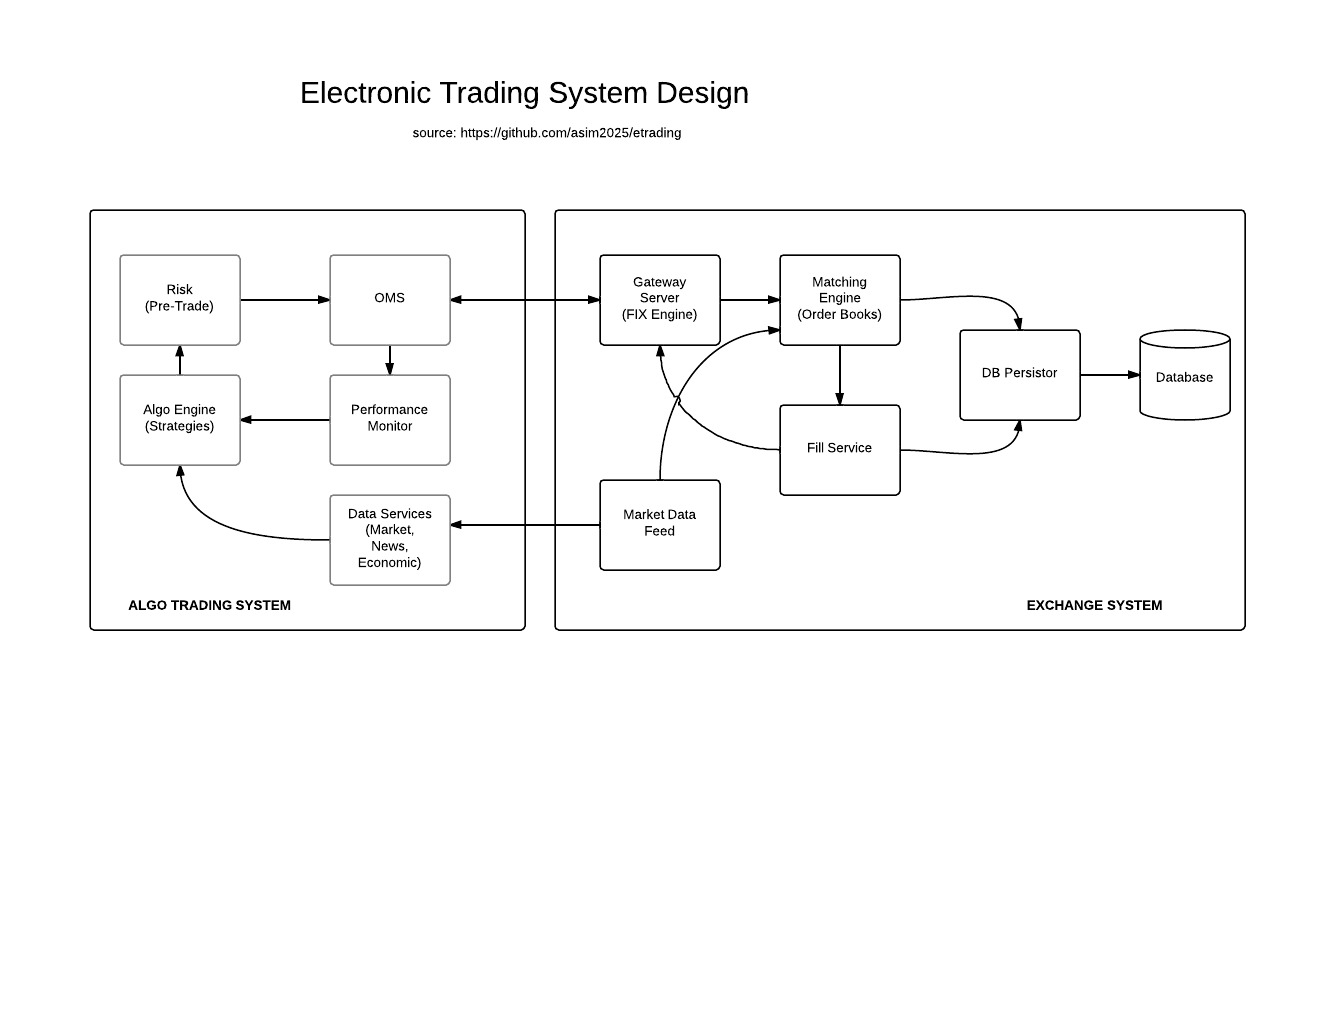 Electronic Trading System Design
source: https://github.com/asim2025/etrading
Risk
(Pre-Trade)
OMS
Gateway
Server
(FIX Engine)
Matching
Engine
(Order Books)
DB Persistor
Database
Algo Engine
(Strategies)
Performance
Monitor
Fill Service
Data Services
(Market,
News,
Economic)
Market Data
Feed
ALGO TRADING SYSTEM
EXCHANGE SYSTEM